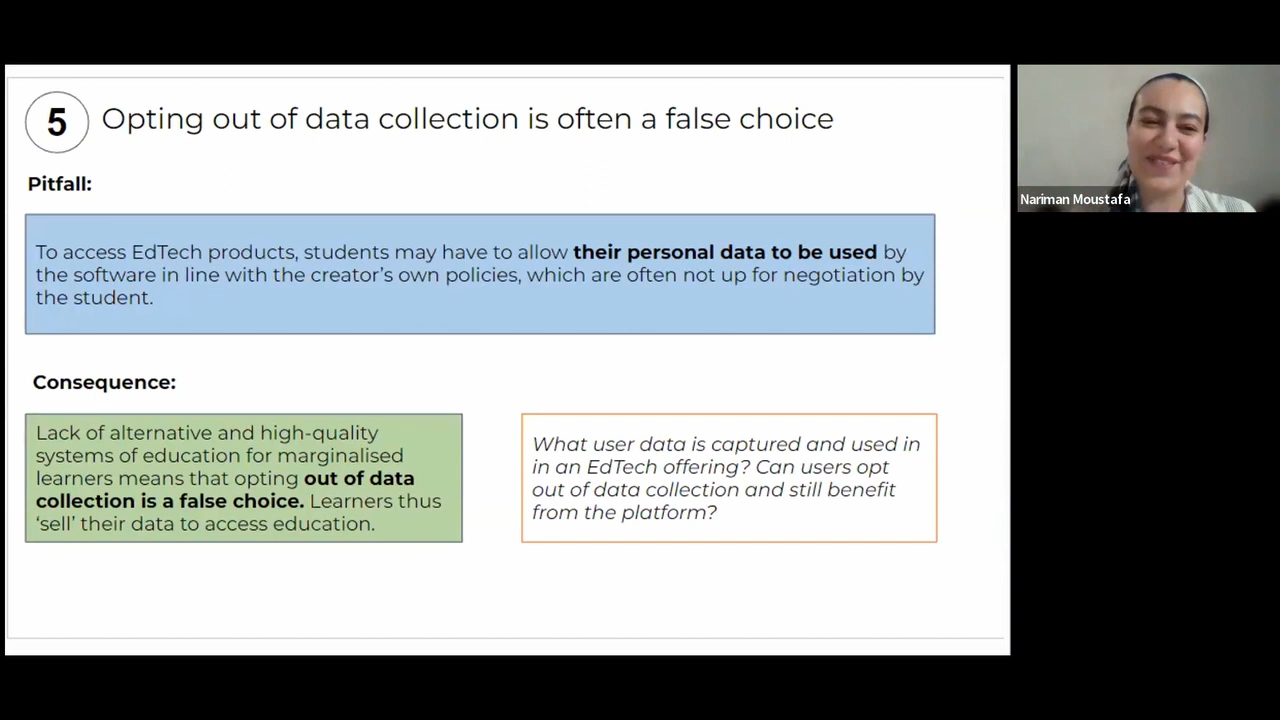 5
Opting out of data collection is often a false choice
Nariman Moustafa
Pitfall:
To access EdTech products, students may have to allow their personal data to be used by
the software in line with the creator’s own policies, which are often not up for negotiation by
the student.
Consequence:
Lack of alternative and high-quality
systems of education for marginalised
learners means that opting out of data
collection is a false choice. Learners thus
‘sell’ their data to access education.
What user data is captured and used in
in an EdTech offering? Can users opt
out of data collection and still benefit
from the platform?